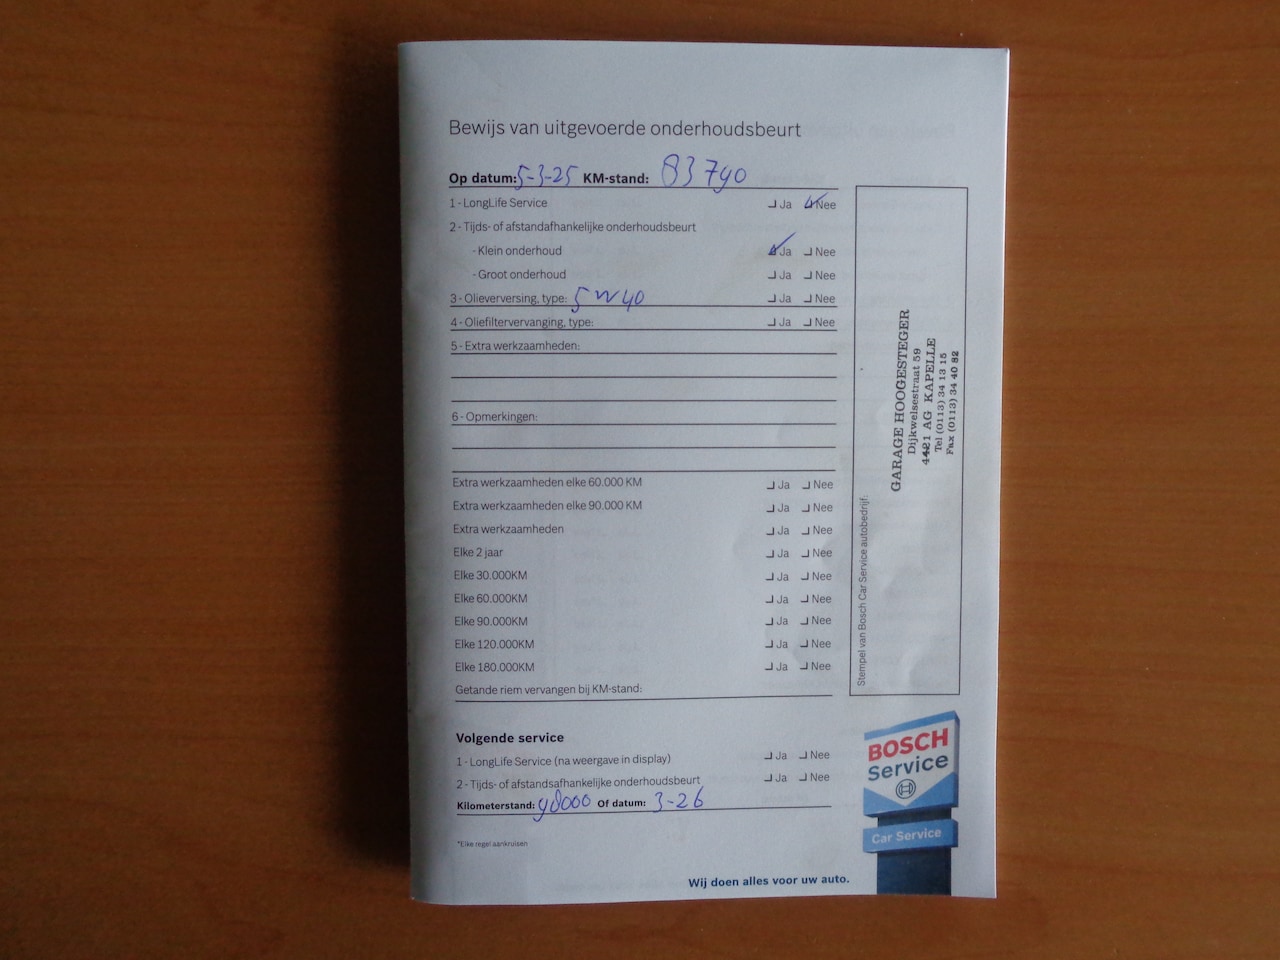 Bewijs van uitgevoerde onderhoudsbeurt
Op datum: 5-3-25 KM-stand: 83790
1 - LongLife Service Ja Nee
2 - Tijds- of afstandafhankelijke onderhoudsbeurt
- Klein onderhoud Ja Nee
- Groot onderhoud Ja Nee
3 - Olieverversing, type: 5W40 Ja Nee
4 - Oliefiltervervanging, type: Ja Nee
5 - Extra werkzaamheden:
6 - Opmerkingen:
Extra werkzaamheden elke 60.000 KM Ja Nee
Extra werkzaamheden elke 90.000 KM Ja Nee
Extra werkzaamheden Ja Nee
Elke 2 jaar Ja Nee
Elke 30.000KM Ja Nee
Elke 60.000KM Ja Nee
Elke 90.000KM Ja Nee
Elke 120.000KM Ja Nee
Elke 180.000KM Ja Nee
Getande riem vervangen bij KM-stand:
Stempel van Bosch Car Service autobedrijf:
GARAGE HOOGESTEGER
Dijkwelsestraat 59
4421 AG KAPELLE
Tel (0113) 34 13 15
Fax (0113) 34 40 82
Volgende service
1 - LongLife Service (na weergave in display) Ja Nee
2 - Tijds- of afstandsafhankelijke onderhoudsbeurt Ja Nee
Kilometerstand: 98000 Of datum: 3-26
*Elke regel aankruisen
BOSCH
Service
Car Service
Wij doen alles voor uw auto.